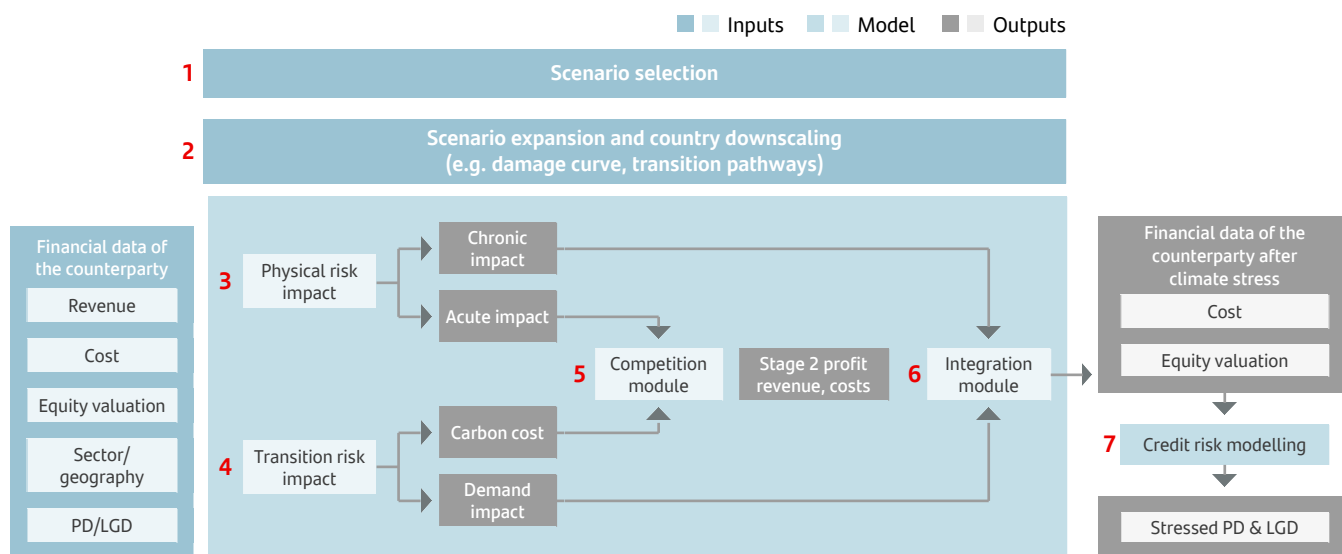 Inputs
Model
Outputs
1
Scenario selection
2
Scenario expansion and country downscaling
(e.g. damage curve, transition pathways)
Financial data of
the counterparty
Revenue
Cost
Equity valuation
Sector/
geography
PD/LGD
3
Physical risk
impact
Chronic
impact
Acute impact
4
Transition risk
impact
Carbon cost
Demand
impact
5
Competition
module
Stage 2 profit
revenue, costs
6
Integration
module
Financial data of the
counterparty after
climate stress
Cost
Equity valuation
7
Credit risk modelling
Stressed PD & LGD